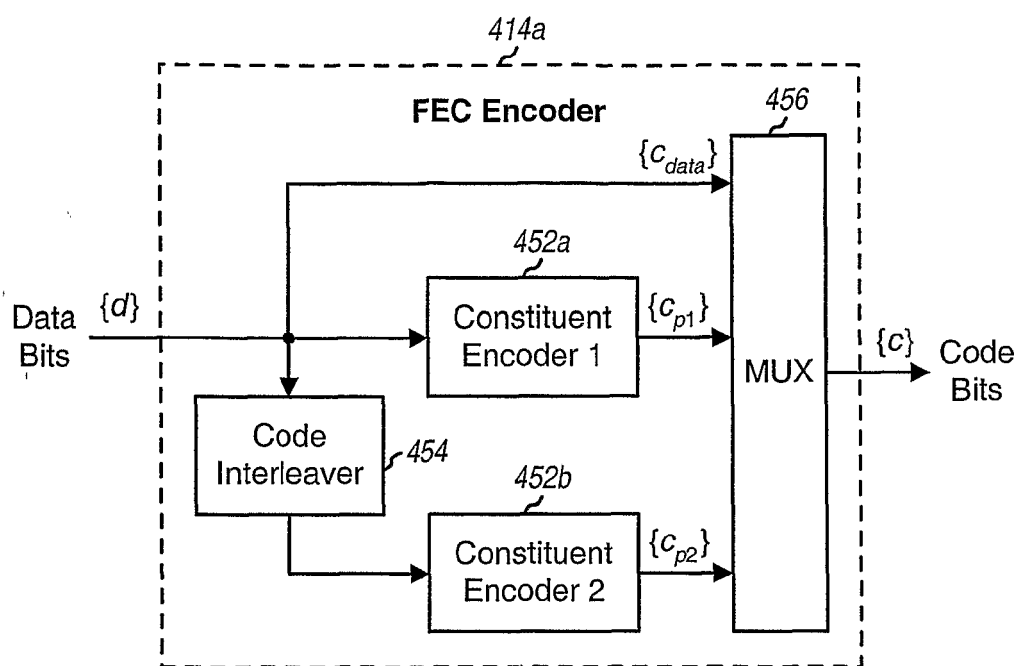 414a
FEC Encoder
456
{c_data}
452a
Data
Bits
{d}
Constituent
Encoder 1
{c_p1}
MUX
{c}
Code
Bits
Code
Interleaver
454
452b
Constituent
Encoder 2
{c_p2}